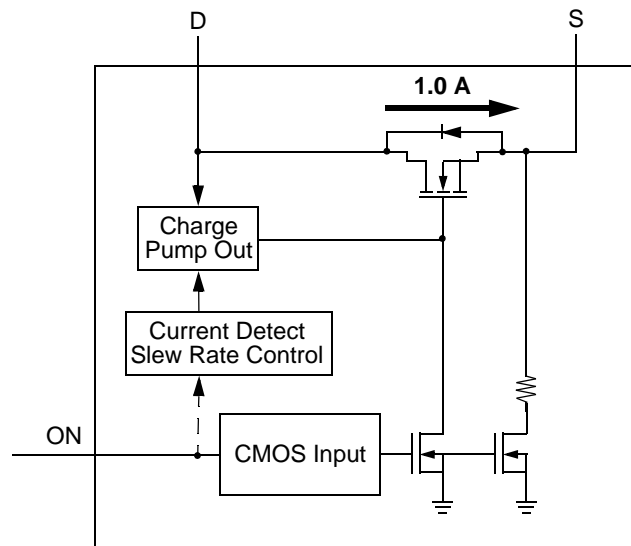 D
S
1.0 A
Charge
Pump Out
Current Detect
Slew Rate Control
ON
CMOS Input